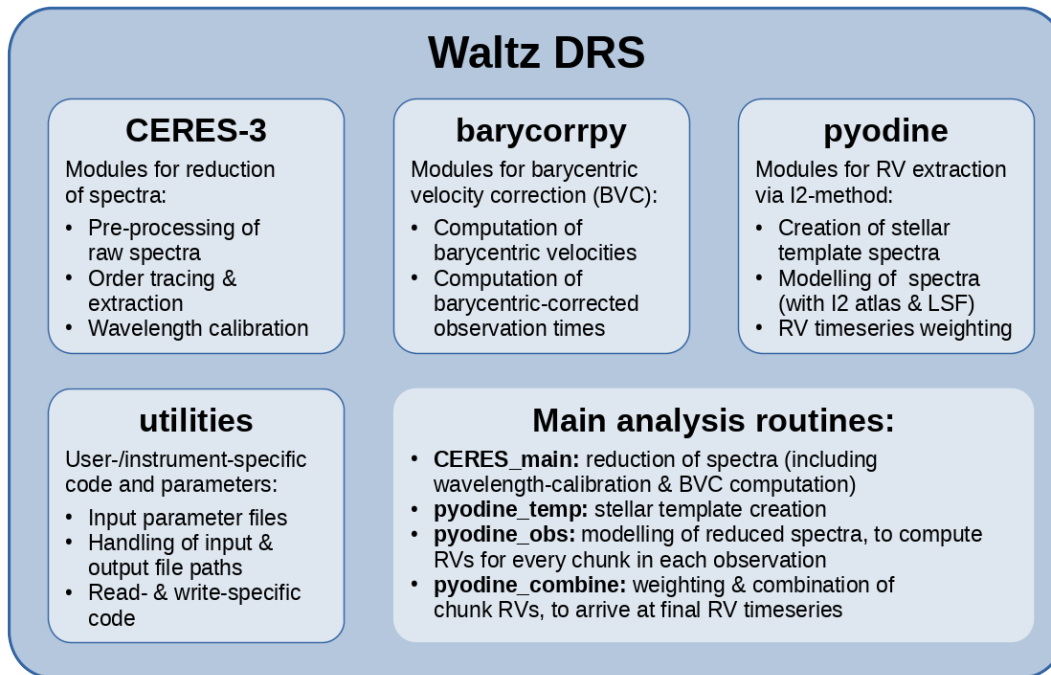 Waltz DRS
CERES-3
Modules for reduction
of spectra:
• Pre-processing of
raw spectra
• Order tracing &
extraction
• Wavelength calibration
barycorrpy
Modules for barycentric
velocity correction (BVC):
• Computation of
barycentric velocities
• Computation of
barycentric-corrected
observation times
pyodine
Modules for RV extraction
via I2-method:
• Creation of stellar
template spectra
• Modelling of spectra
(with I2 atlas & LSF)
• RV timeseries weighting
utilities
User-/instrument-specific
code and parameters:
• Input parameter files
• Handling of input &
output file paths
• Read- & write-specific
code
Main analysis routines:
• CERES_main: reduction of spectra (including
wavelength-calibration & BVC computation)
• pyodine_temp: stellar template creation
• pyodine_obs: modelling of reduced spectra, to compute
RVs for every chunk in each observation
• pyodine_combine: weighting & combination of
chunk RVs, to arrive at final RV timeseries